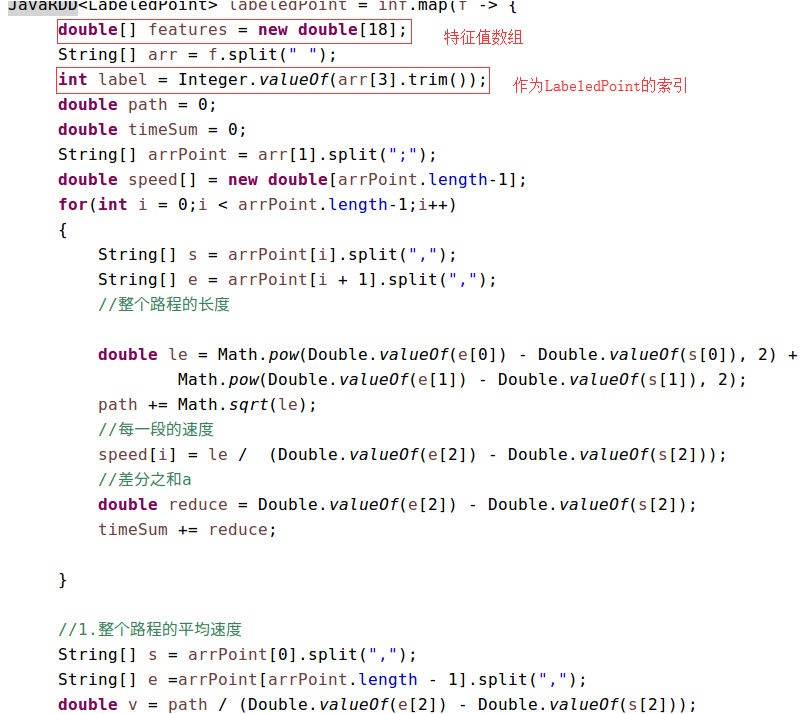 JavaRDD<LabeledPoint> labeledPoint = inf.map(f -> {
double[] features = new double[18];
特征值数组
String[] arr = f.split(" ");
int label = Integer.valueOf(arr[3].trim());
作为LabeledPoint的索引
double path = 0;
double timeSum = 0;
String[] arrPoint = arr[1].split(";");
double speed[] = new double[arrPoint.length-1];
for(int i = 0;i < arrPoint.length-1;i++)
{
String[] s = arrPoint[i].split(",");
String[] e = arrPoint[i + 1].split(",");
//整个路程的长度
double le = Math.pow(Double.valueOf(e[0]) - Double.valueOf(s[0]), 2) +
Math.pow(Double.valueOf(e[1]) - Double.valueOf(s[1]), 2);
path += Math.sqrt(le);
//每一段的速度
speed[i] = le /  (Double.valueOf(e[2]) - Double.valueOf(s[2]));
//差分之和a
double reduce = Double.valueOf(e[2]) - Double.valueOf(s[2]);
timeSum += reduce;
}
//1.整个路程的平均速度
String[] s = arrPoint[0].split(",");
String[] e =arrPoint[arrPoint.length - 1].split(",");
double v = path / (Double.valueOf(e[2]) - Double.valueOf(s[2]));